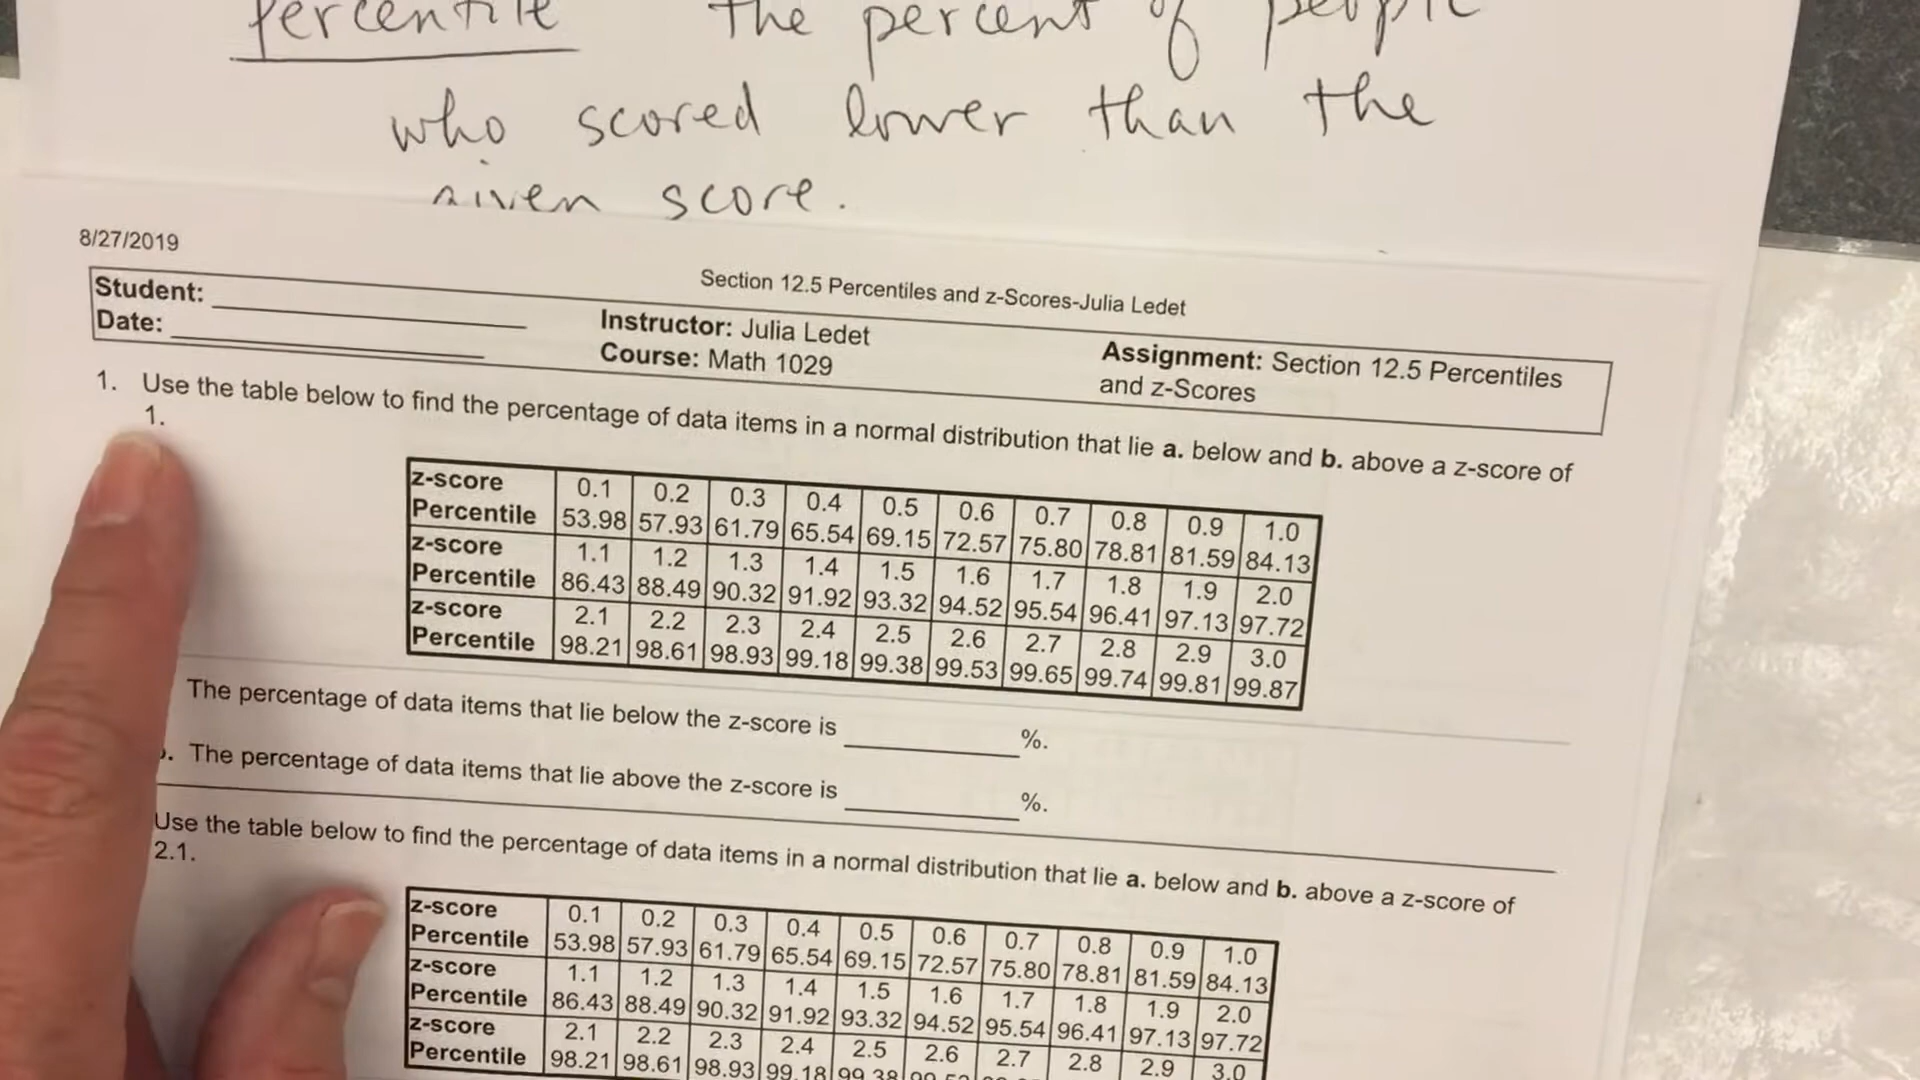 Percentile the percent of people
who scored lower than the
given score.
8/27/2019
Section 12.5 Percentiles and z-Scores-Julia Ledet
Student: Instructor: Julia Ledet Assignment: Section 12.5 Percentiles
Date: Course: Math 1029 and z-Scores
1. Use the table below to find the percentage of data items in a normal distribution that lie a. below and b. above a z-score of
1.
z-score 0.1 0.2 0.3 0.4 0.5 0.6 0.7 0.8 0.9 1.0
Percentile 53.98 57.93 61.79 65.54 69.15 72.57 75.80 78.81 81.59 84.13
z-score 1.1 1.2 1.3 1.4 1.5 1.6 1.7 1.8 1.9 2.0
Percentile 86.43 88.49 90.32 91.92 93.32 94.52 95.54 96.41 97.13 97.72
z-score 2.1 2.2 2.3 2.4 2.5 2.6 2.7 2.8 2.9 3.0
Percentile 98.21 98.61 98.93 99.18 99.38 99.53 99.65 99.74 99.81 99.87
The percentage of data items that lie below the z-score is %.
. The percentage of data items that lie above the z-score is %.
Use the table below to find the percentage of data items in a normal distribution that lie a. below and b. above a z-score of
2.1.
z-score 0.1 0.2 0.3 0.4 0.5 0.6 0.7 0.8 0.9 1.0
Percentile 53.98 57.93 61.79 65.54 69.15 72.57 75.80 78.81 81.59 84.13
z-score 1.1 1.2 1.3 1.4 1.5 1.6 1.7 1.8 1.9 2.0
Percentile 86.43 88.49 90.32 91.92 93.32 94.52 95.54 96.41 97.13 97.72
z-score 2.1 2.2 2.3 2.4 2.5 2.6 2.7 2.8 2.9 3.0
Percentile 98.21 98.61 98.93 99.18 99.38